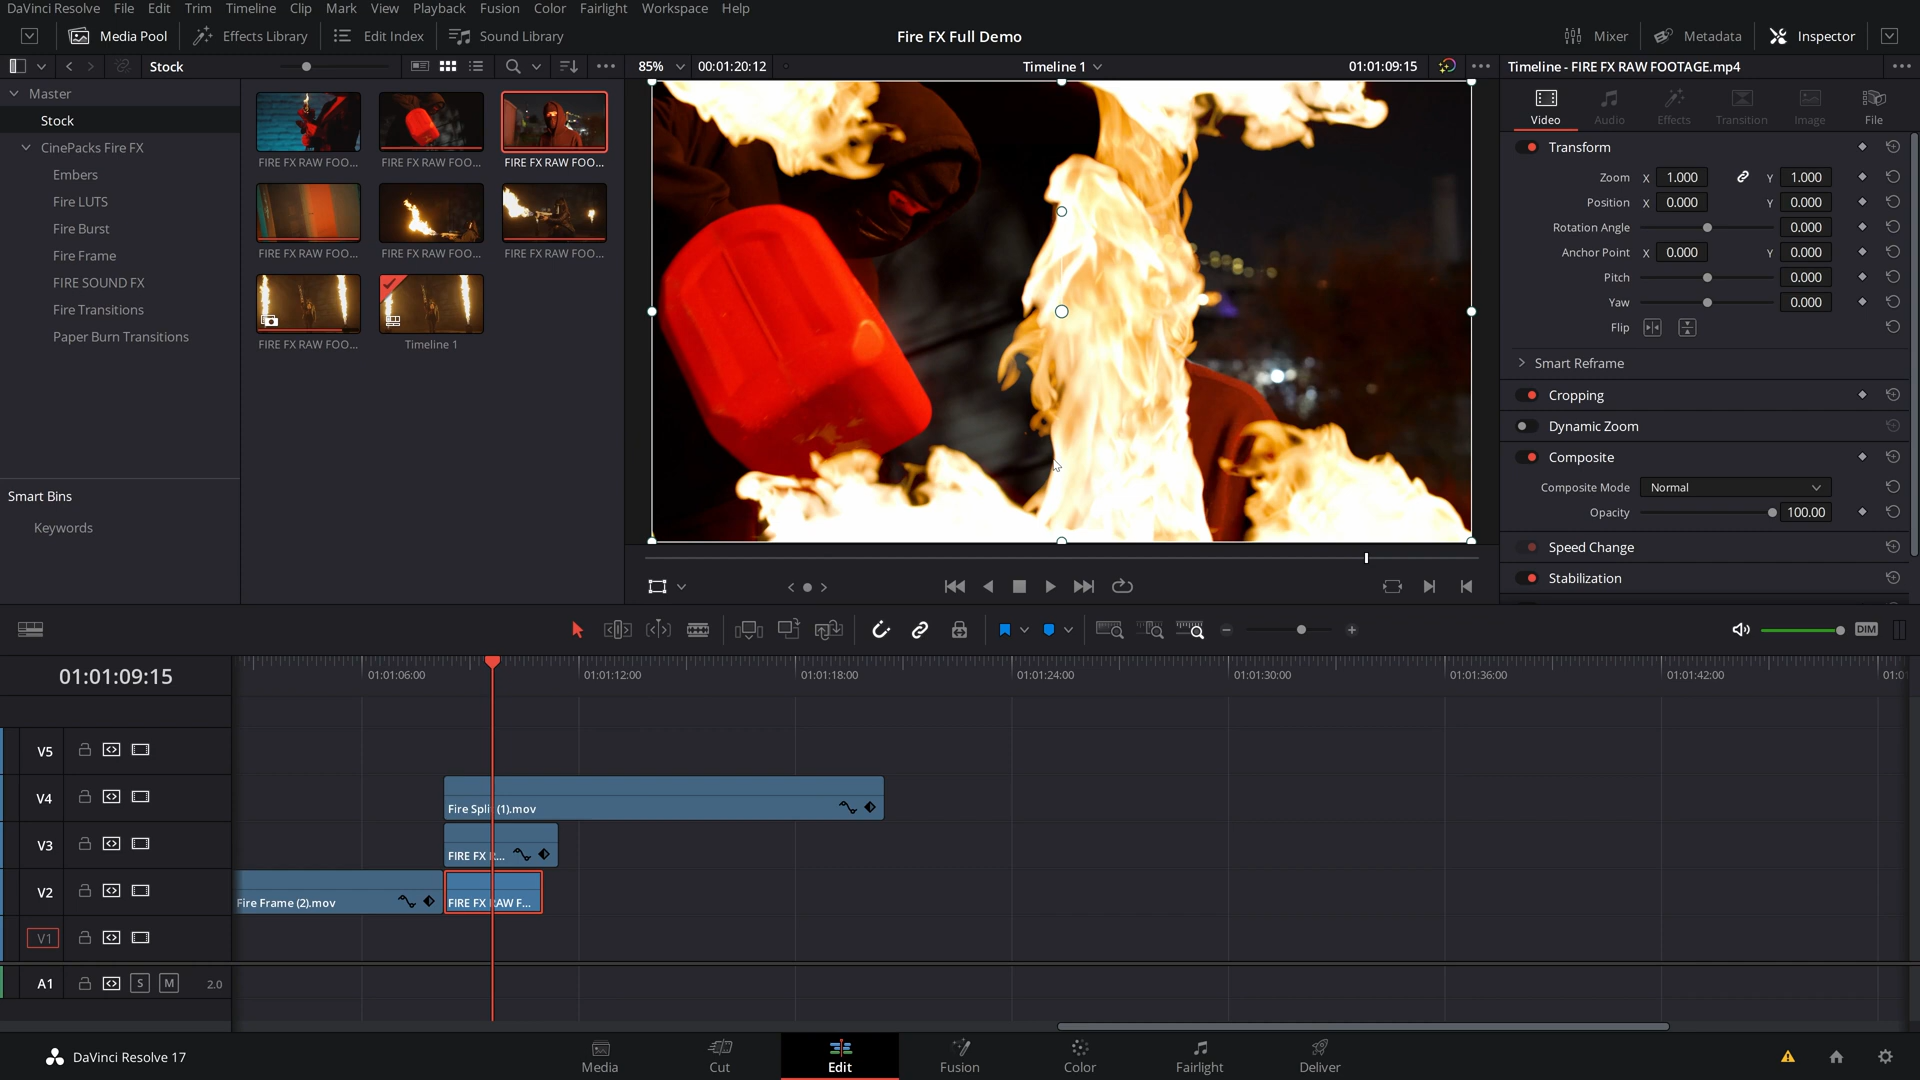 DaVinci Resolve File Edit Trim Timeline Clip Mark View Playback Fusion Color Fairlight Workspace Help
Media Pool Effects Library Edit Index Sound Library Fire FX Full Demo Mixer Metadata Inspector
Stock 85% 00:01:20:12 Timeline 1 01:01:09:15 Timeline - FIRE FX RAW FOOTAGE.mp4
Master
Stock
CinePacks Fire FX
Embers
Fire LUTS
Fire Burst
Fire Frame
FIRE SOUND FX
Fire Transitions
Paper Burn Transitions
Smart Bins
Keywords
FIRE FX RAW FOO... FIRE FX RAW FOO... FIRE FX RAW FOO...
FIRE FX RAW FOO... FIRE FX RAW FOO... FIRE FX RAW FOO...
FIRE FX RAW FOO... Timeline 1
Video Audio Effects Transition Image File
Transform
Zoom X 1.000 Y 1.000
Position X 0.000 Y 0.000
Rotation Angle 0.000
Anchor Point X 0.000 Y 0.000
Pitch 0.000
Yaw 0.000
Flip
Smart Reframe
Cropping
Dynamic Zoom
Composite
Composite Mode Normal
Opacity 100.00
Speed Change
Stabilization
DIM
01:01:09:15 01:01:06:00 01:01:12:00 01:01:18:00 01:01:24:00 01:01:30:00 01:01:36:00 01:01:42:00
V5
V4 Fire Split (1).mov
V3 FIRE FX R...
V2 Fire Frame (2).mov FIRE FX RAW F...
V1
A1 S M 2.0
DaVinci Resolve 17 Media Cut Edit Fusion Color Fairlight Deliver